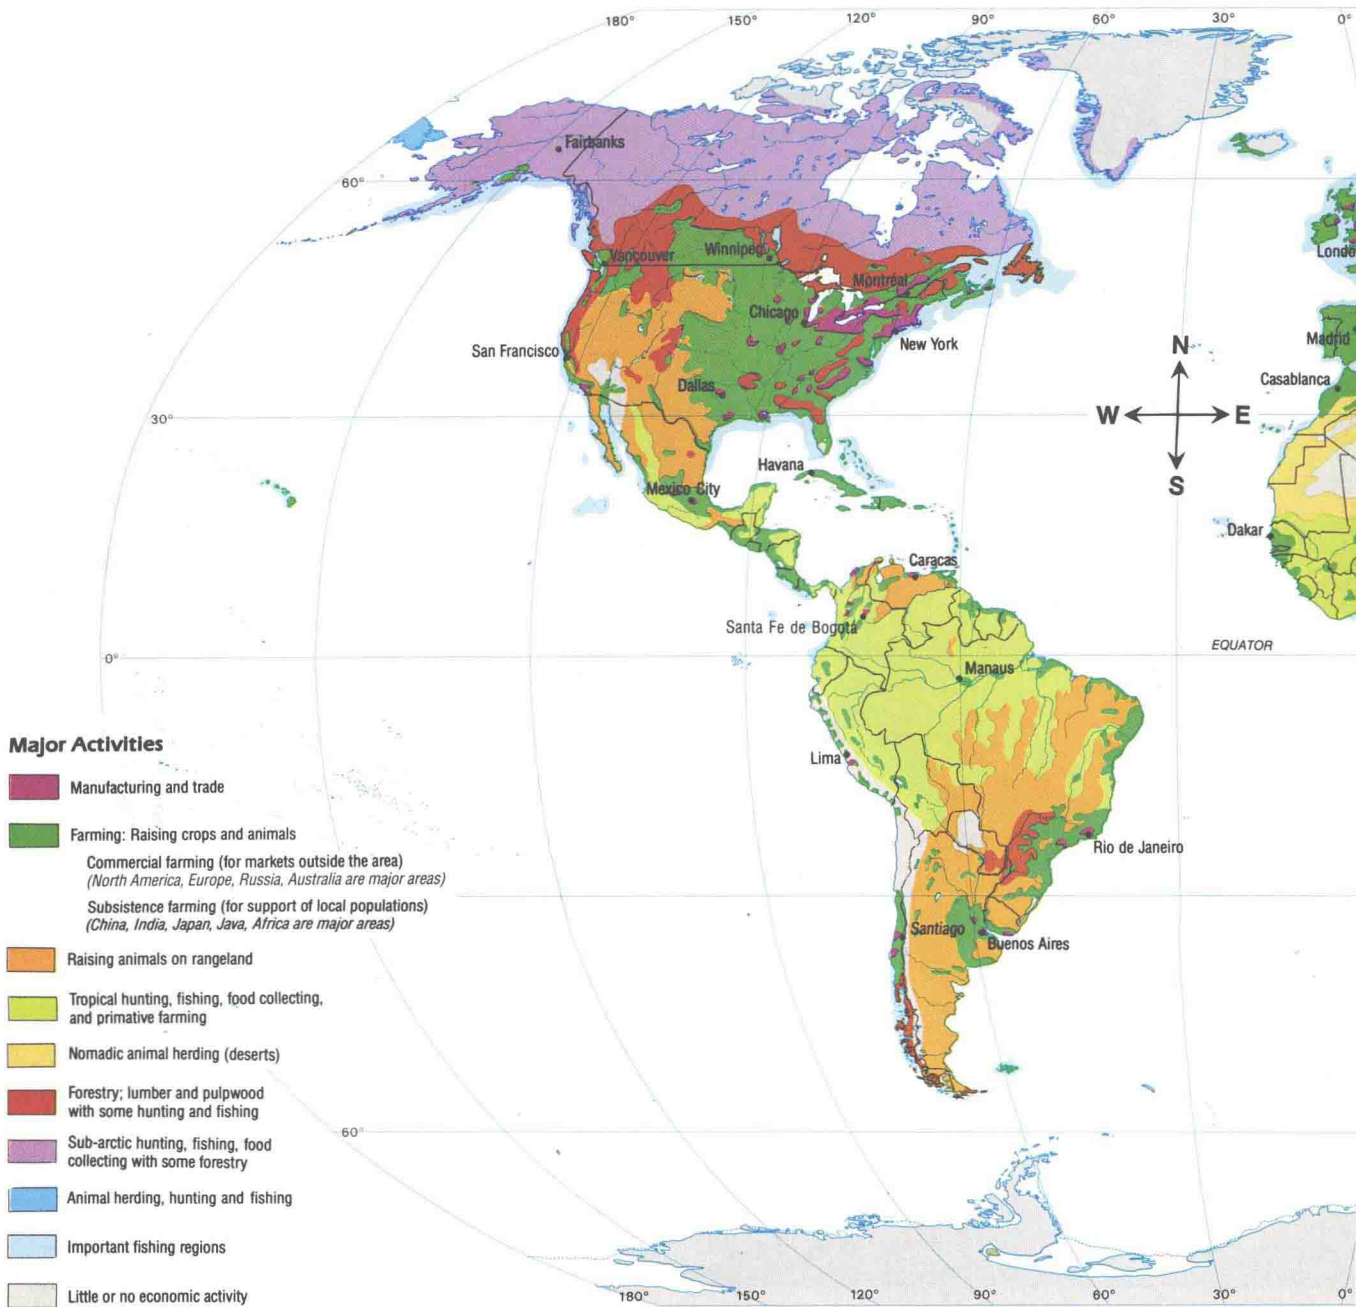 180°
150°
120°
90°
60°
30°
0°
Fairbanks
60°
Vancouver
Winnipeg
Montréal
London
Chicago
New York
San Francisco
Madrid
N
Dallas
Casablanca
W
E
30°
S
Havana
Mexico City
Dakar
Caracas
Santa Fe de Bogotá
EQUATOR
0°
Manaus
Lima
Rio de Janeiro
Santiago
Buenos Aires
60°
Major Activities
Manufacturing and trade
Farming: Raising crops and animals
Commercial farming (for markets outside the area)
(North America, Europe, Russia, Australia are major areas)
Subsistence farming (for support of local populations)
(China, India, Japan, Java, Africa are major areas)
Raising animals on rangeland
Tropical hunting, fishing, food collecting,
and primative farming
Nomadic animal herding (deserts)
Forestry; lumber and pulpwood
with some hunting and fishing
Sub-arctic hunting, fishing, food
collecting with some forestry
Animal herding, hunting and fishing
Important fishing regions
Little or no economic activity
180°
150°
120°
90°
60°
30°
0°